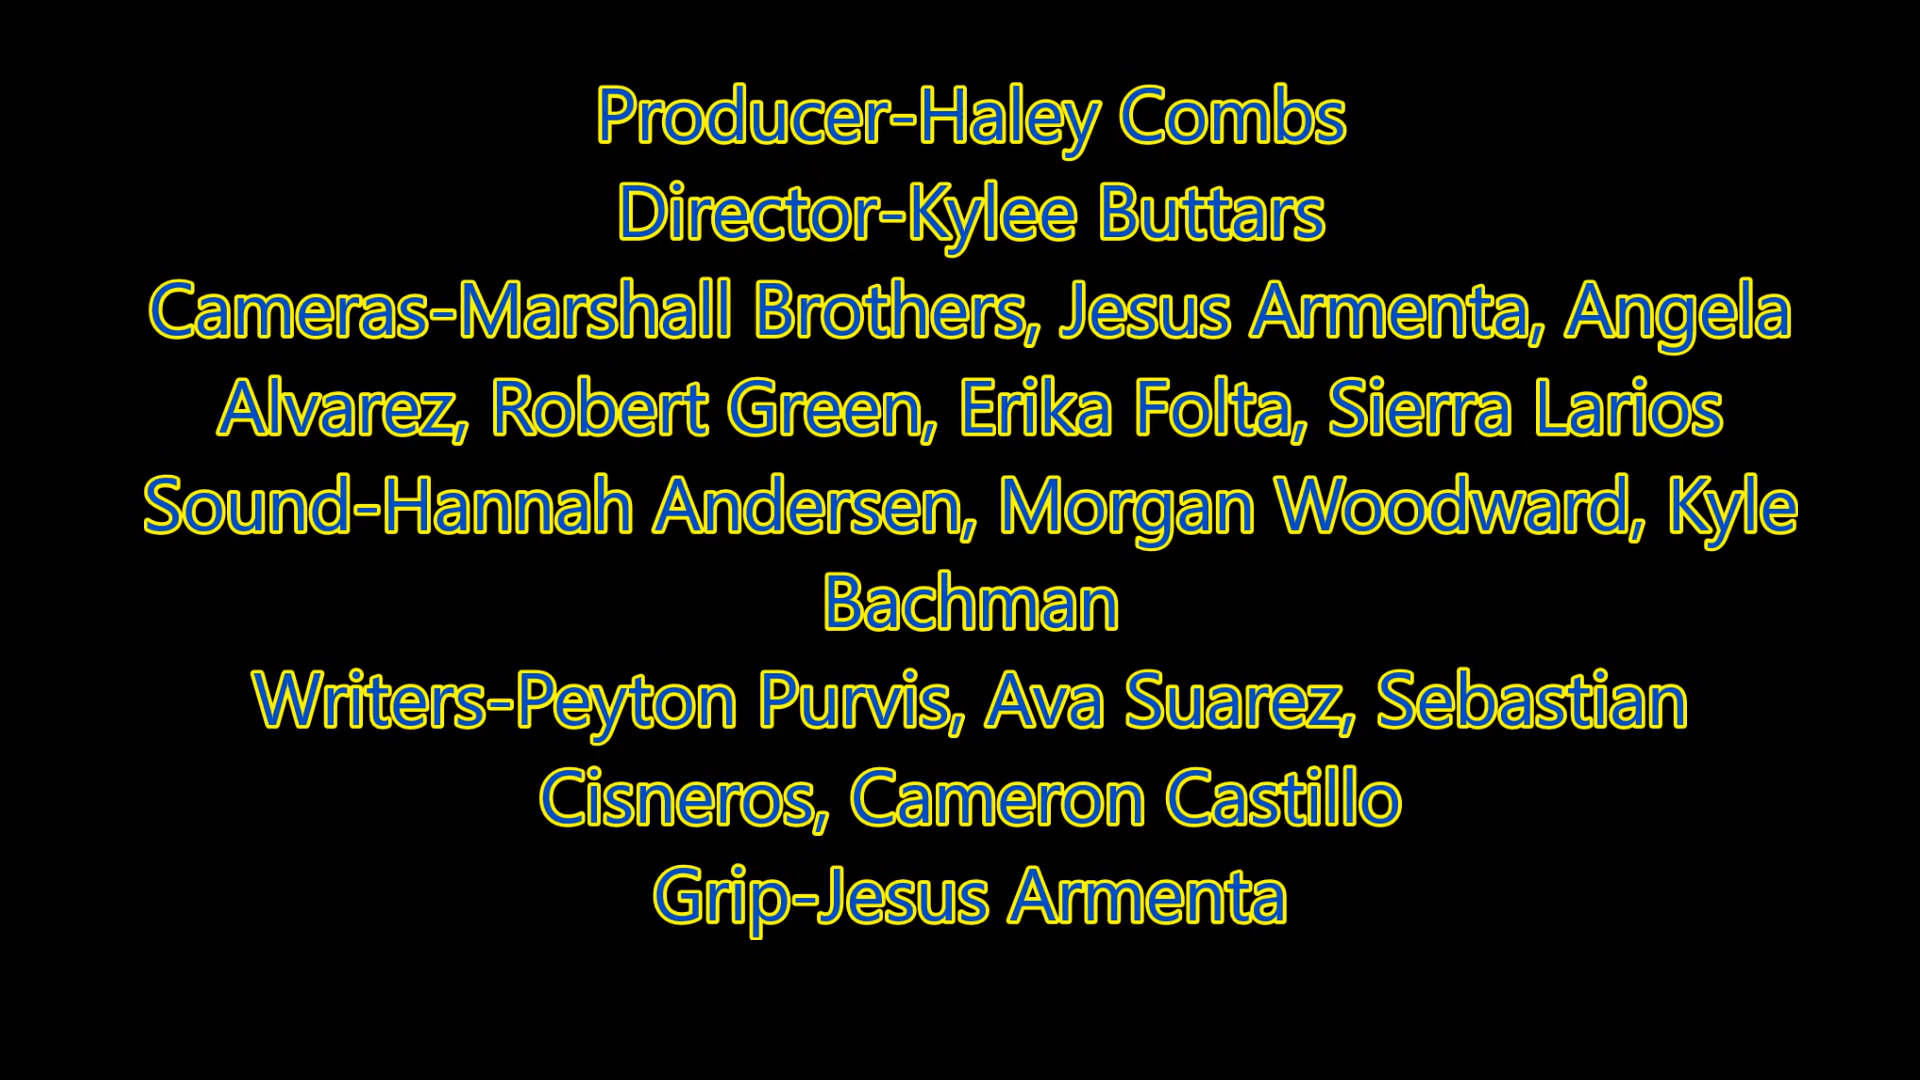 Producer-Haley Combs
Director-Kylee Buttars
Cameras-Marshall Brothers, Jesus Armenta, Angela
Alvarez, Robert Green, Erika Folta, Sierra Larios
Sound-Hannah Andersen, Morgan Woodward, Kyle
Bachman
Writers-Peyton Purvis, Ava Suarez, Sebastian
Cisneros, Cameron Castillo
Grip-Jesus Armenta